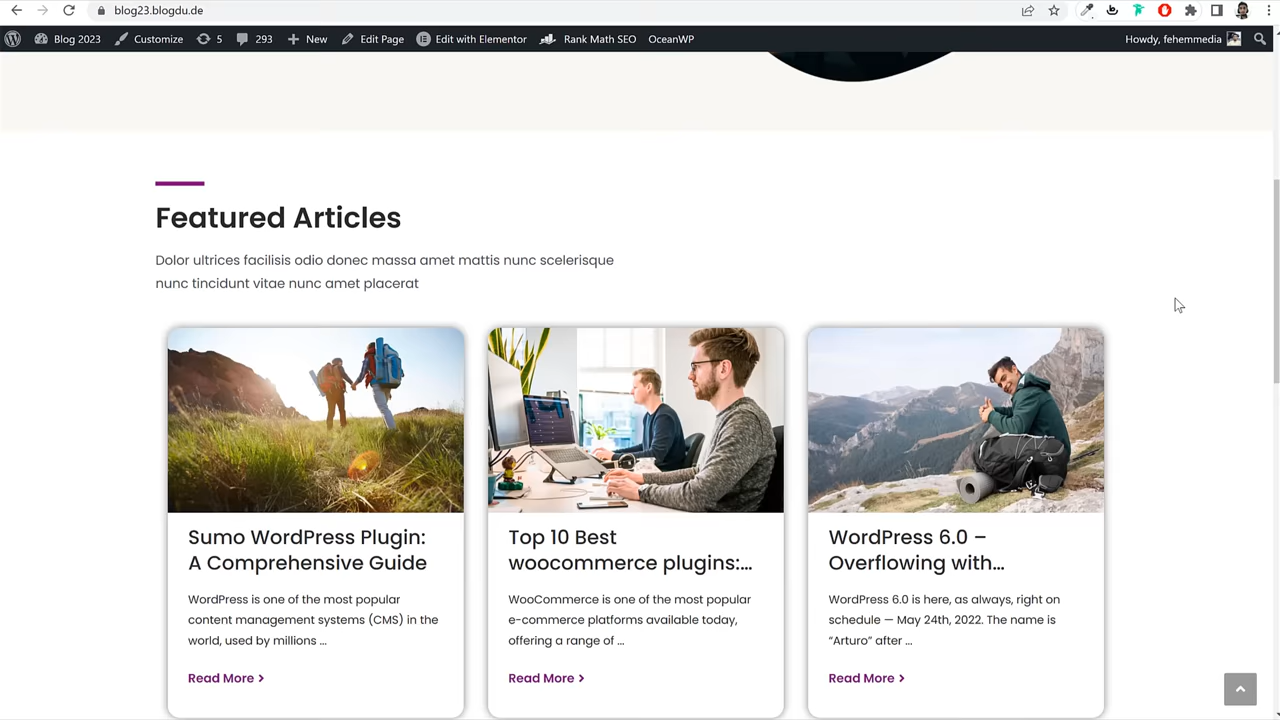 blog23.blogdu.de
Blog 2023 Customize 5 293 New Edit Page Edit with Elementor Rank Math SEO OceanWP Howdy, fehemmedia
Featured Articles
Dolor ultrices facilisis odio donec massa amet mattis nunc scelerisque
nunc tincidunt vitae nunc amet placerat
Sumo WordPress Plugin:
A Comprehensive Guide
WordPress is one of the most popular
content management systems (CMS) in the
world, used by millions ...
Read More
Top 10 Best
woocommerce plugins:...
WooCommerce is one of the most popular
e-commerce platforms available today,
offering a range of ...
Read More
WordPress 6.0 –
Overflowing with...
WordPress 6.0 is here, as always, right on
schedule — May 24th, 2022. The name is
“Arturo” after ...
Read More